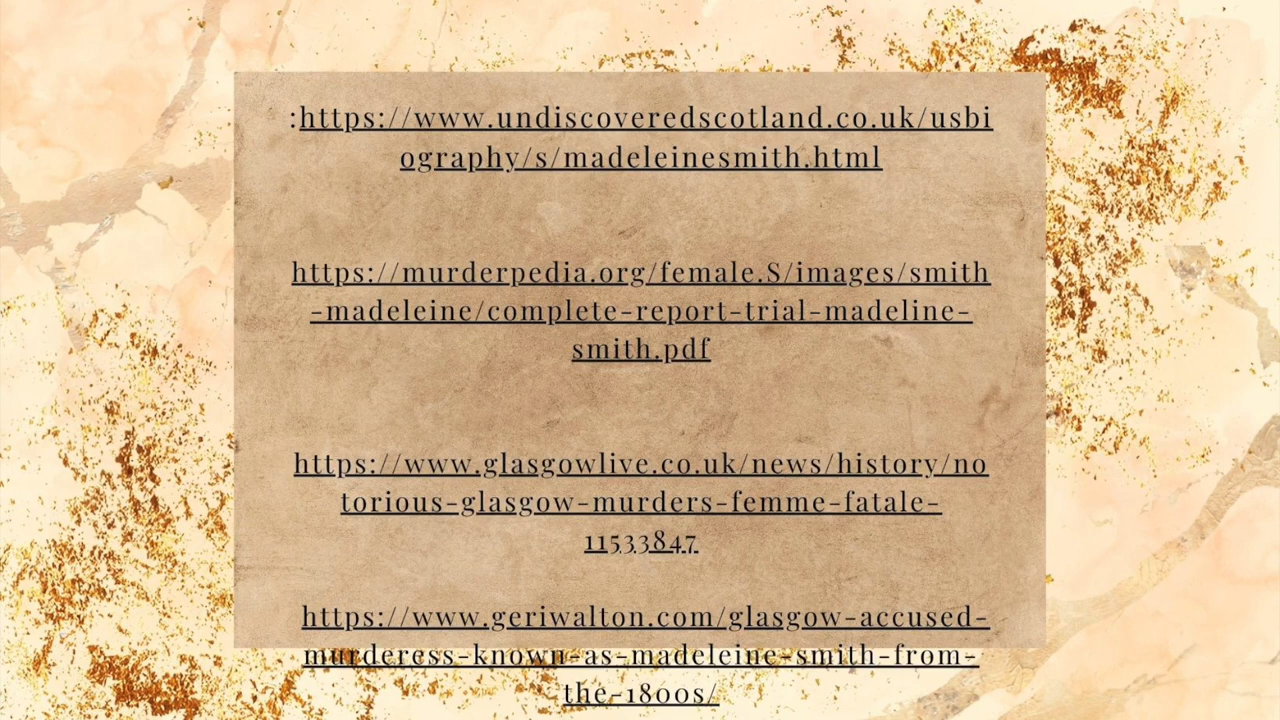 :https://www.undiscoveredscotland.co.uk/usbi
ography/s/madeleinesmith.html
https://murderpedia.org/female.S/images/smith
-madeleine/complete-report-trial-madeline-
smith.pdf
https://www.glasgowlive.co.uk/news/history/no
torious-glasgow-murders-femme-fatale-
11533847
https://www.geriwalton.com/glasgow-accused-
murderess-known-as-madeleine-smith-from-
the-1800s/